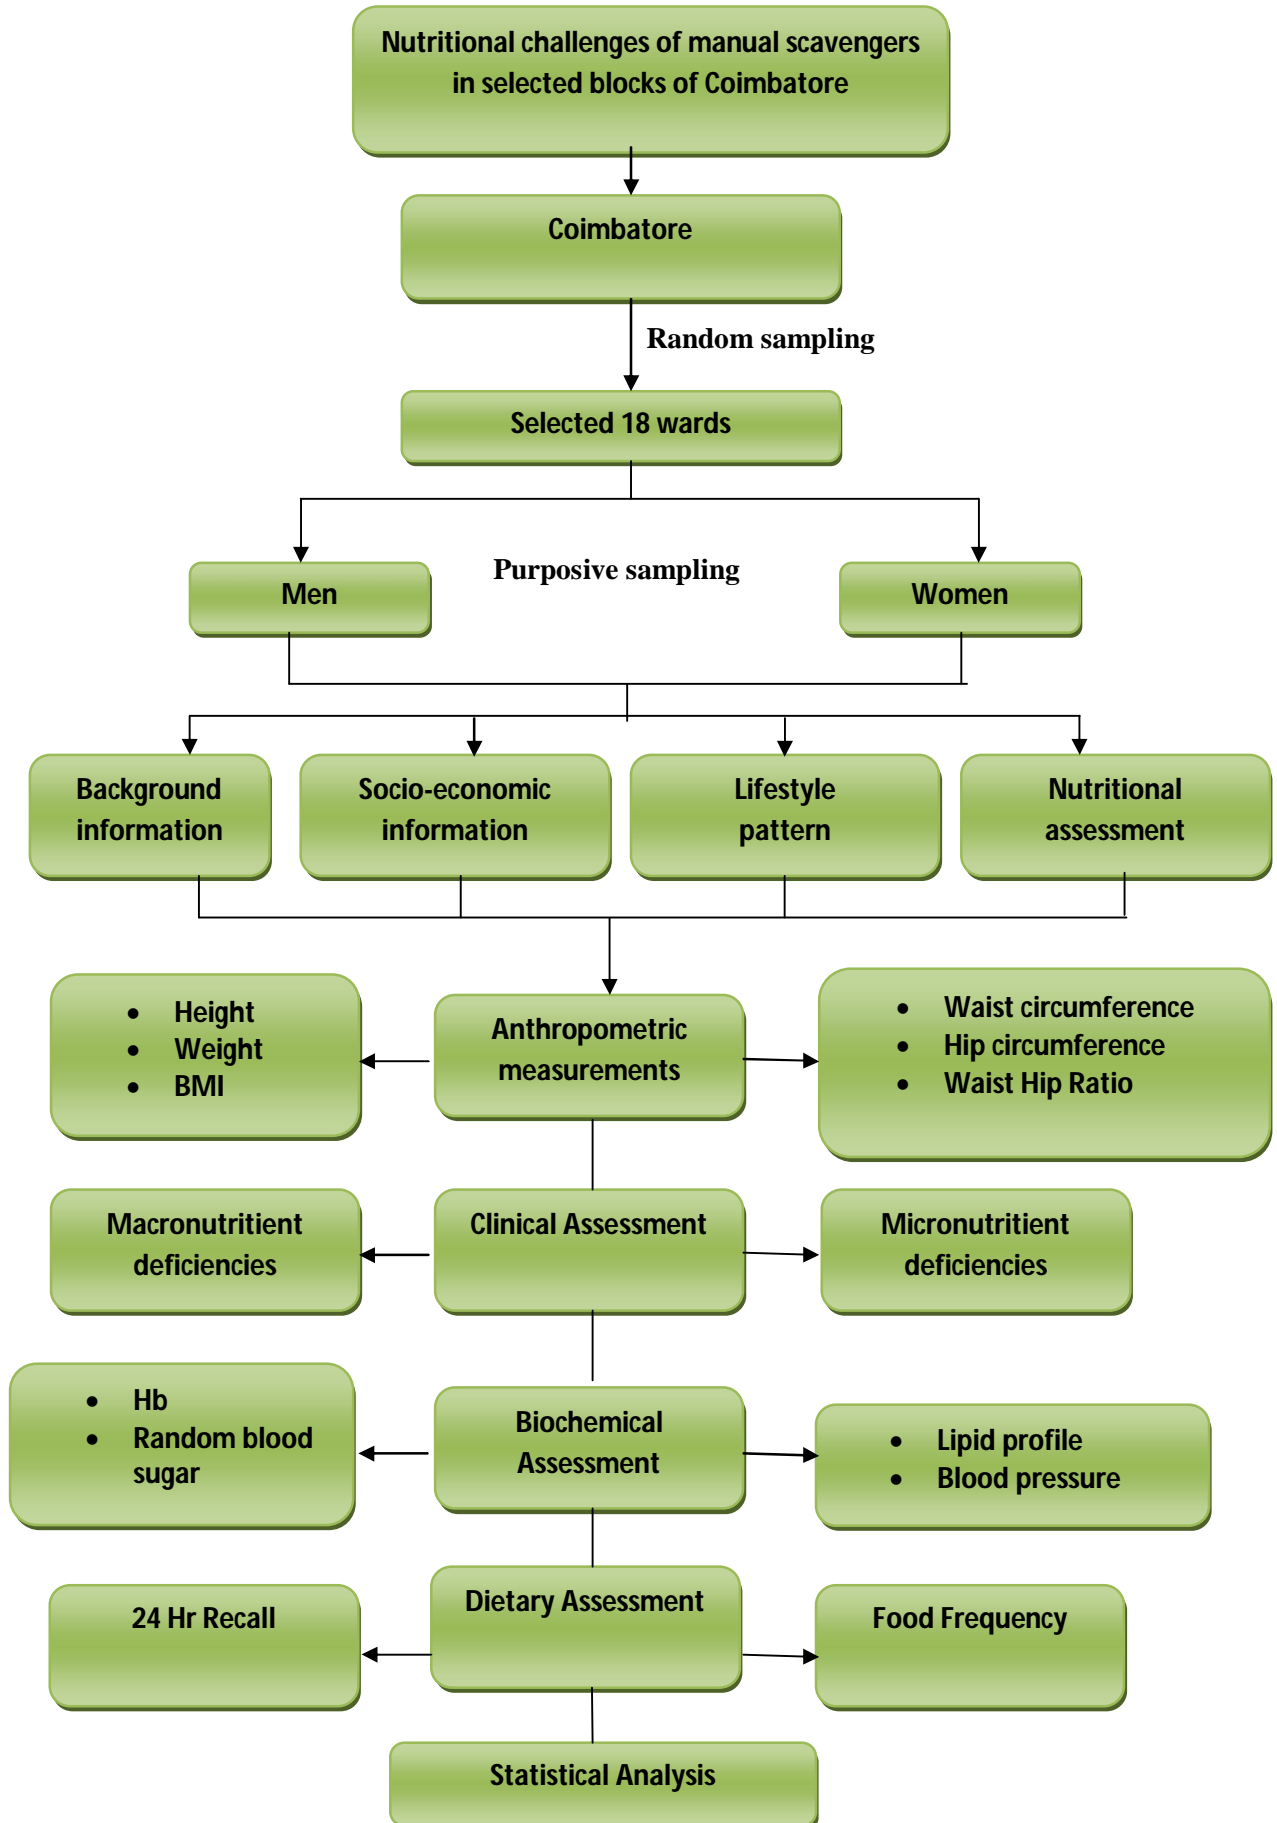 Nutritional challenges of manual scavengers
in selected blocks of Coimbatore
Coimbatore
Random sampling
Selected 18 wards
Purposive sampling
Men
Women
Background
information
Socio-economic
information
Lifestyle
pattern
Nutritional
assessment
• Height
• Weight
• BMI
Anthropometric
measurements
• Waist circumference
• Hip circumference
• Waist Hip Ratio
Macronutritient
deficiencies
Clinical Assessment
Micronutritient
deficiencies
• Hb
• Random blood
sugar
Biochemical
Assessment
• Lipid profile
• Blood pressure
24 Hr Recall
Dietary Assessment
Food Frequency
Statistical Analysis